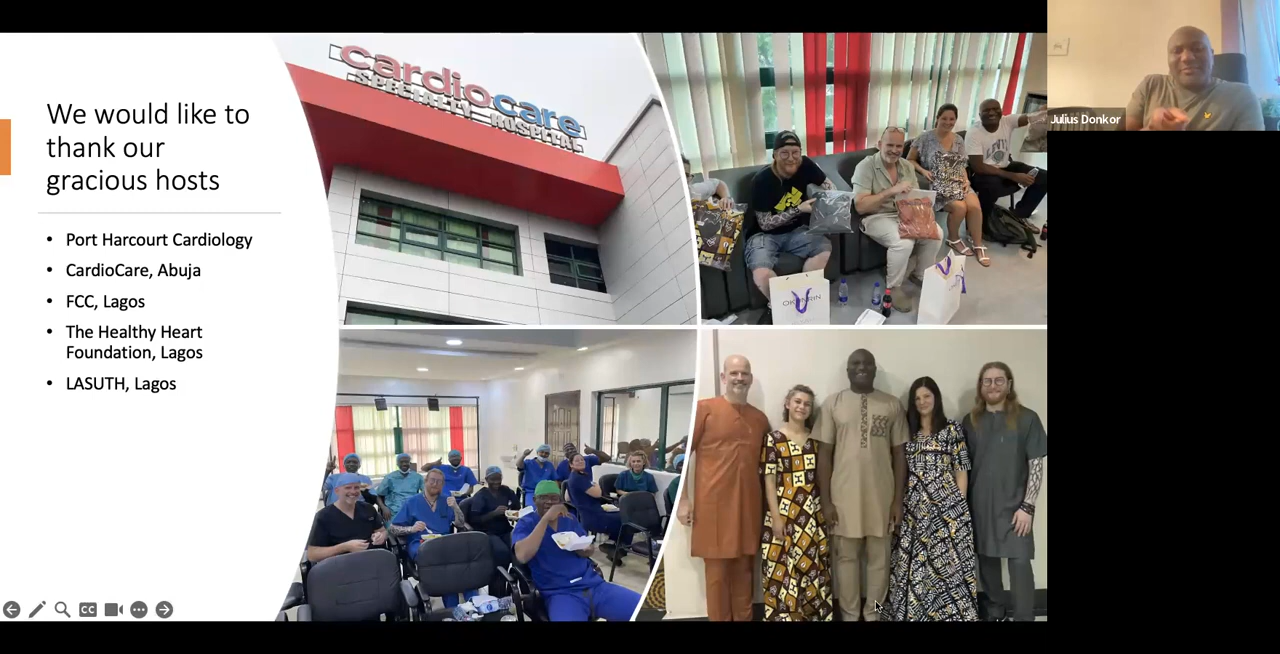 We would like to
thank our
gracious hosts
• Port Harcourt Cardiology
• CardioCare, Abuja
• FCC, Lagos
• The Healthy Heart
Foundation, Lagos
• LASUTH, Lagos
cardiocare
SPECIALTY HOSPITAL
Julius Donkor
CC